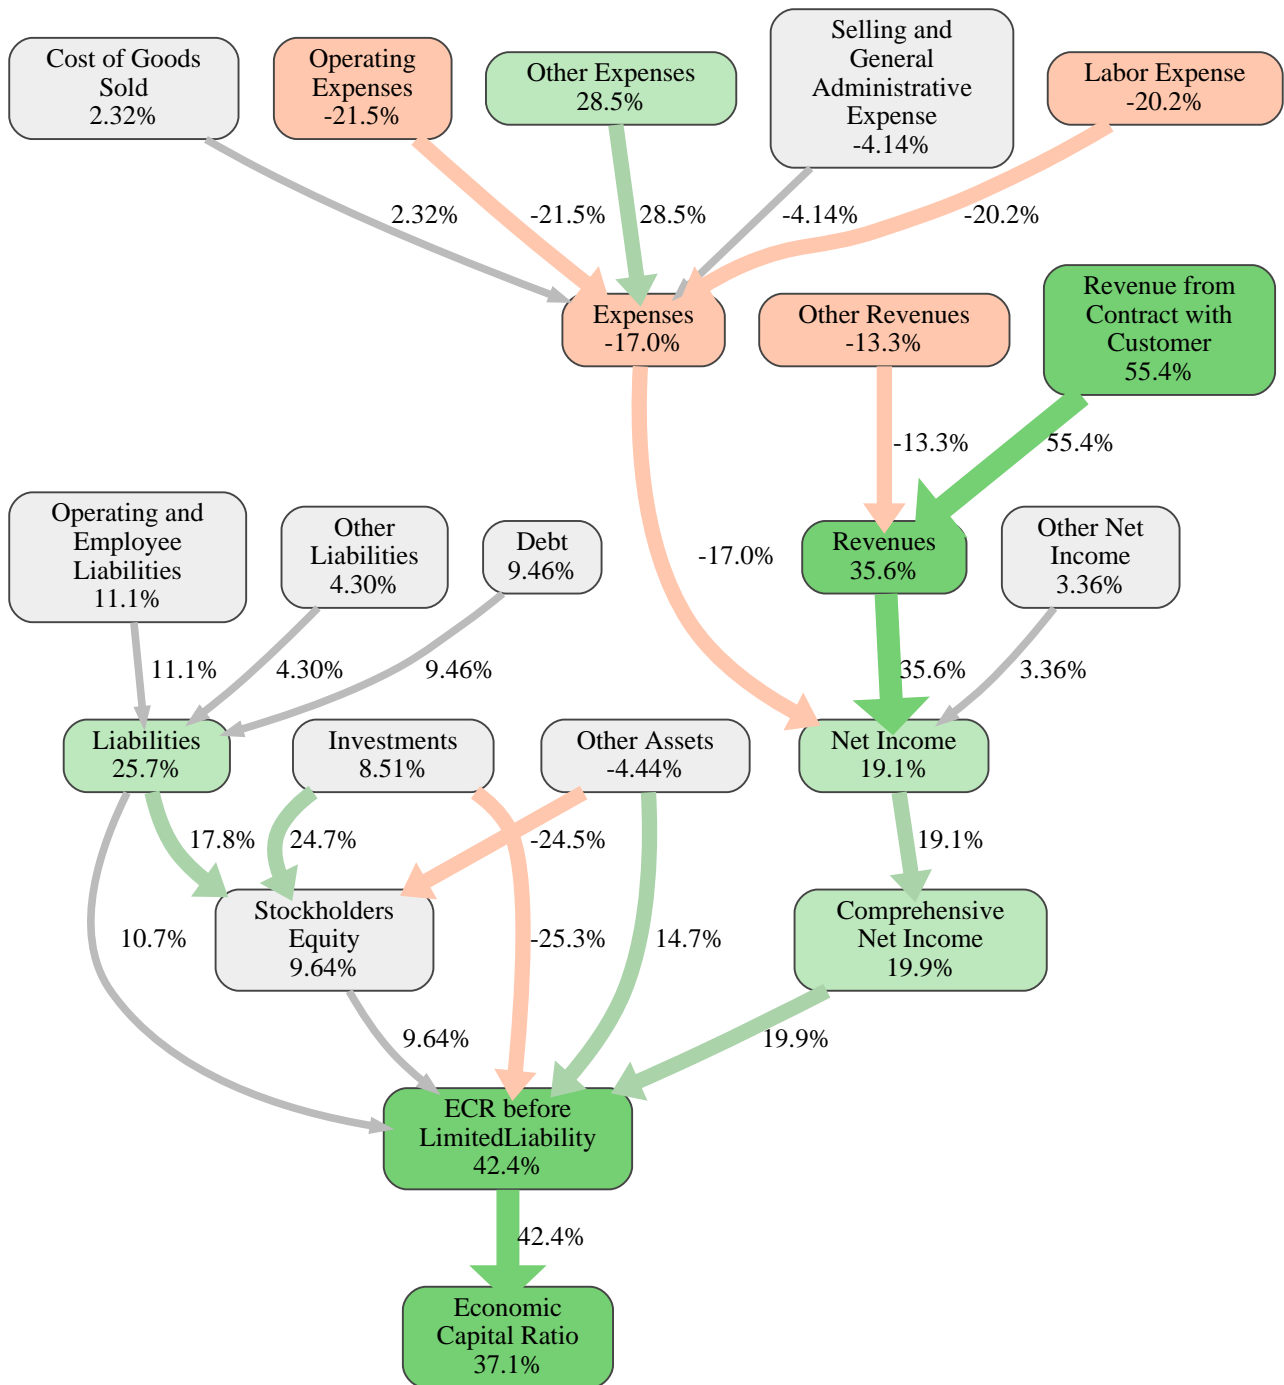 Cost of Goods
Sold
2.32%
Operating
Expenses
-21.5%
Other Expenses
28.5%
Selling and
General
Administrative
Expense
-4.14%
Labor Expense
-20.2%
2.32%
-21.5%
28.5%
-4.14%
-20.2%
Expenses
-17.0%
Other Revenues
-13.3%
Revenue from
Contract with
Customer
55.4%
-13.3%
55.4%
Operating and
Employee
Liabilities
11.1%
Other
Liabilities
4.30%
Debt
9.46%
-17.0%
Revenues
35.6%
Other Net
Income
3.36%
11.1%
4.30%
9.46%
35.6%
3.36%
Liabilities
25.7%
Investments
8.51%
Other Assets
-4.44%
Net Income
19.1%
17.8%
24.7%
-24.5%
19.1%
Stockholders
Equity
9.64%
Comprehensive
Net Income
19.9%
10.7%
-25.3%
14.7%
9.64%
19.9%
ECR before
LimitedLiability
42.4%
42.4%
Economic
Capital Ratio
37.1%